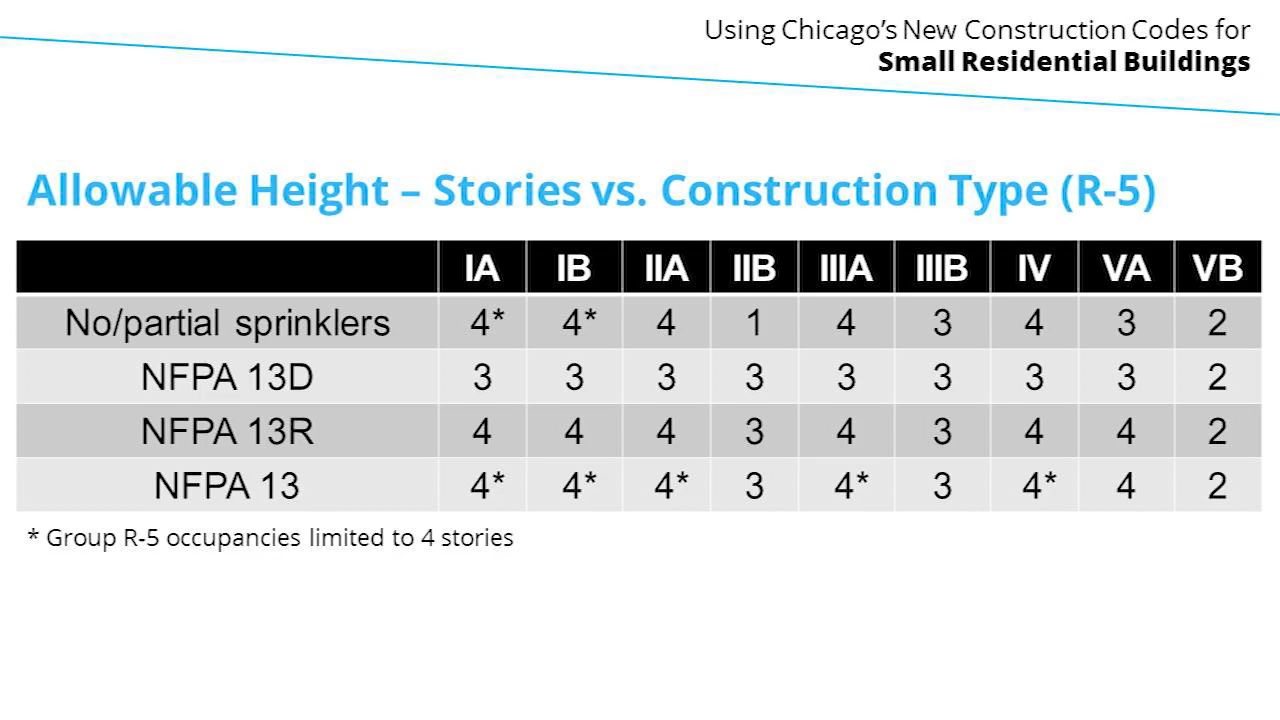 Using Chicago’s New Construction Codes for
Small Residential Buildings
Allowable Height – Stories vs. Construction Type (R-5)
IA IB IIA IIB IIIA IIIB IV VA VB
No/partial sprinklers 4* 4* 4 1 4 3 4 3 2
NFPA 13D 3 3 3 3 3 3 3 3 2
NFPA 13R 4 4 4 3 4 3 4 4 2
NFPA 13 4* 4* 4* 3 4* 3 4* 4 2
* Group R-5 occupancies limited to 4 stories